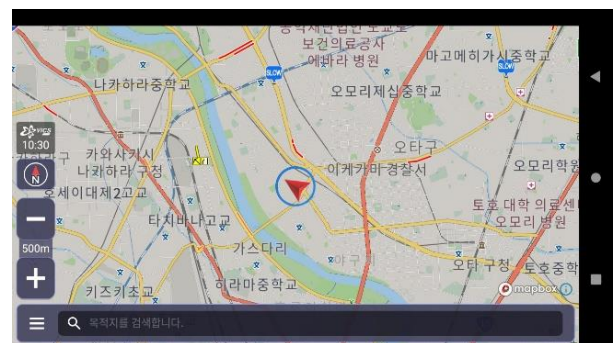 보건의료공사
에바라 병원
마고메히가시중학교
SLOW
SLOW
나카하라중학교
오모리제십중학교
VICS
10:30
오타구
카와사키시
나카하라 구청
이케가미 경찰서
오모리학원
N
호세이대제2고교
토호 대학 의료센터
오모리 병원
타치바나고교
500m
가스다리
오타 구청
토호중학
키즈키초교
히라마중학교
mapbox
목적지를 검색합니다.